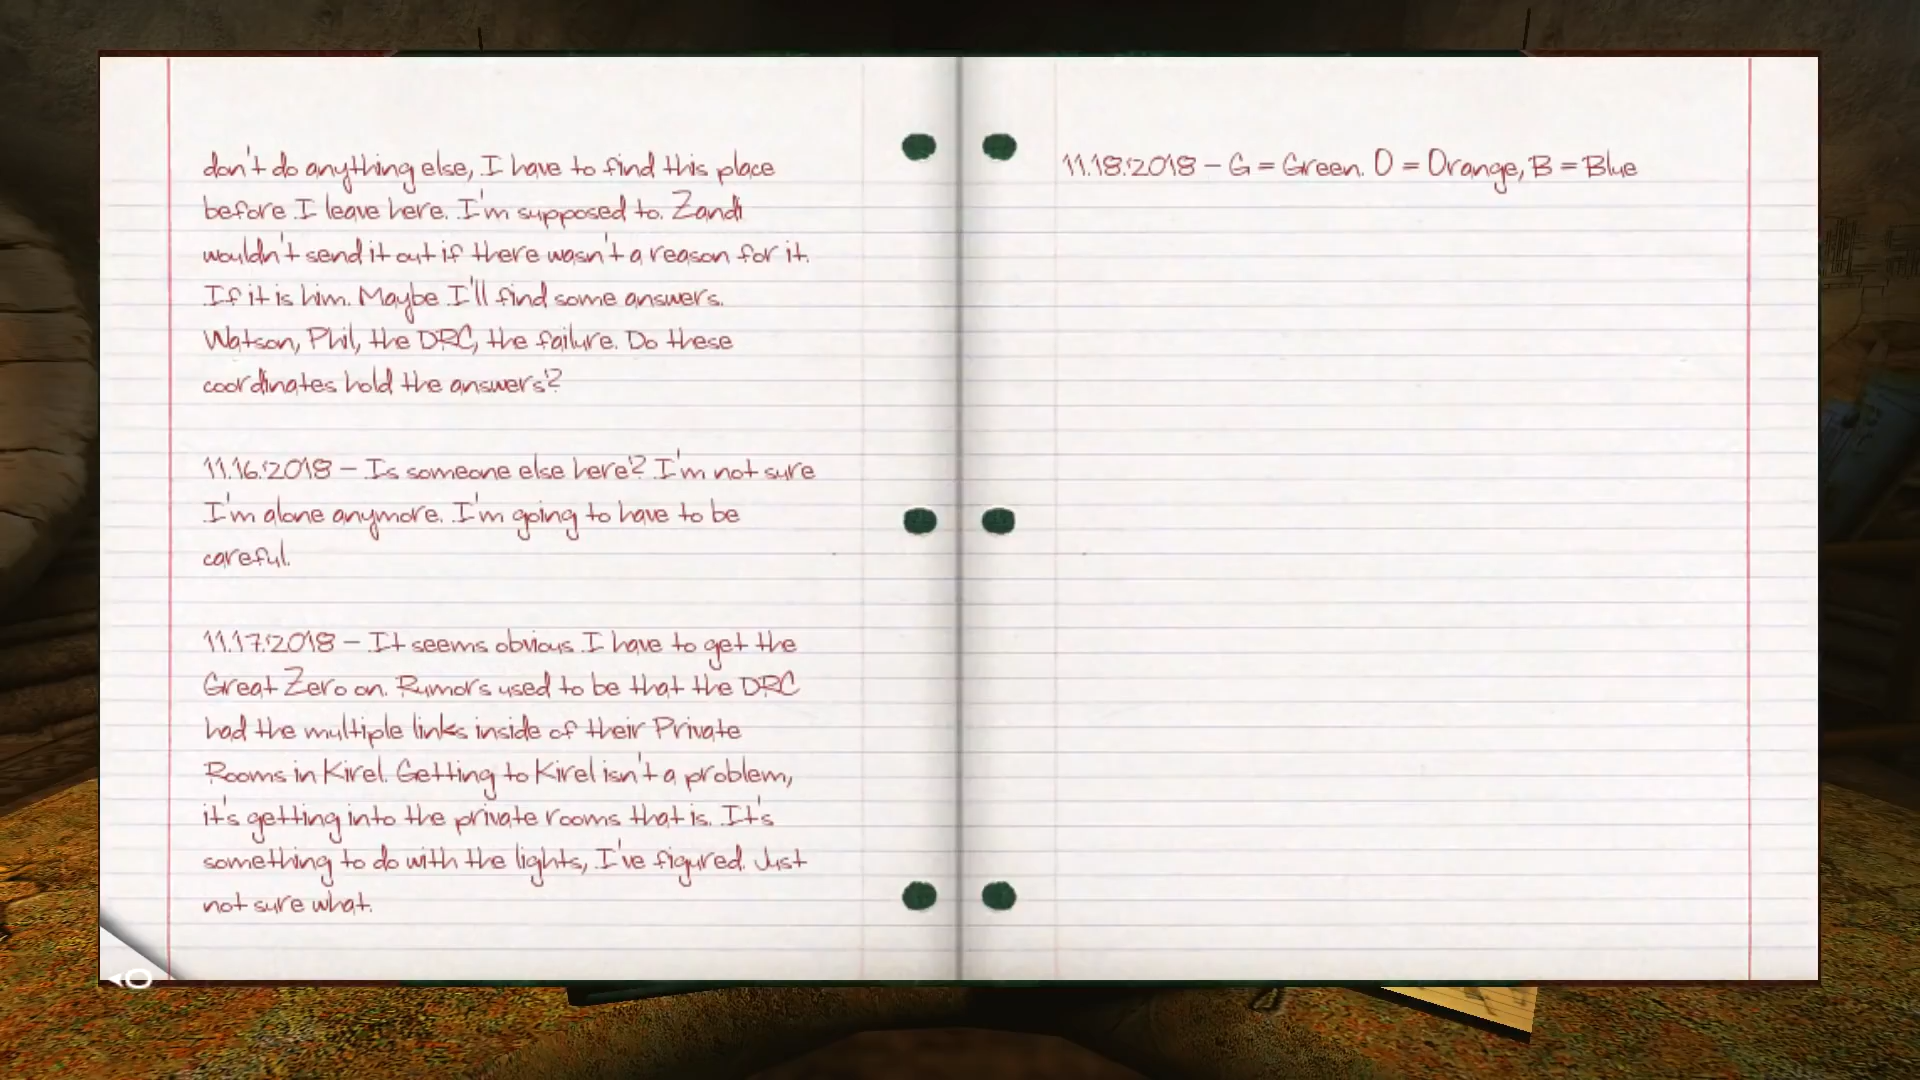 don't do anything else, I have to find this place
before I leave here. I'm supposed to. Zandi
wouldn't send it out if there wasn't a reason for it.
If it is him. Maybe I'll find some answers.
Watson, Phil, the DRC, the failure. Do these
coordinates hold the answers?
11.16.2018 - Is someone else here? I'm not sure
I'm alone anymore. I'm going to have to be
careful.
11.17.2018 - It seems obvious I have to get the
Great Zero on. Rumors used to be that the DRC
had the multiple links inside of their Private
Rooms in Kirel. Getting to Kirel isn't a problem,
it's getting into the private rooms that is. It's
something to do with the lights, I've figured. Just
not sure what.
11.18.2018 - G = Green. O = Orange, B = Blue